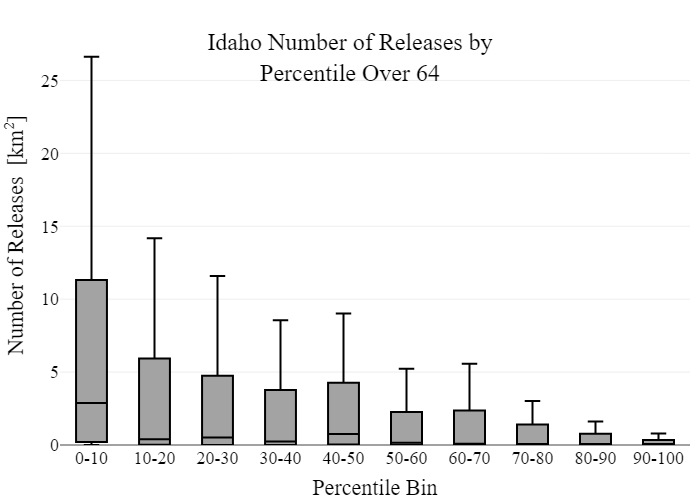 Idaho Number of Releases by
Percentile Over 64
Number of Releases [km²]
25
20
15
10
5
0
0-10 10-20 20-30 30-40 40-50 50-60 60-70 70-80 80-90 90-100
Percentile Bin